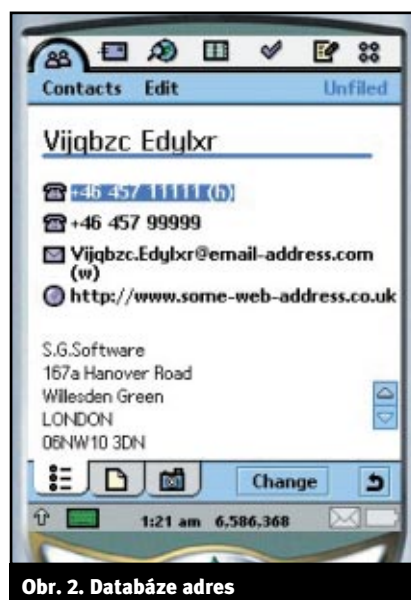 Contacts Edit Unfiled
Vijqbzc Edylxr
+46 457 11111 (h)
+46 457 99999
Vijqbzc.Edylxr@email-address.com
(w)
http://www.some-web-address.co.uk
S.G.Software
167a Hanover Road
Willesden Green
LONDON
06NW10 3DN
Change
1:21 am 6,586,368
Obr. 2. Databáze adres